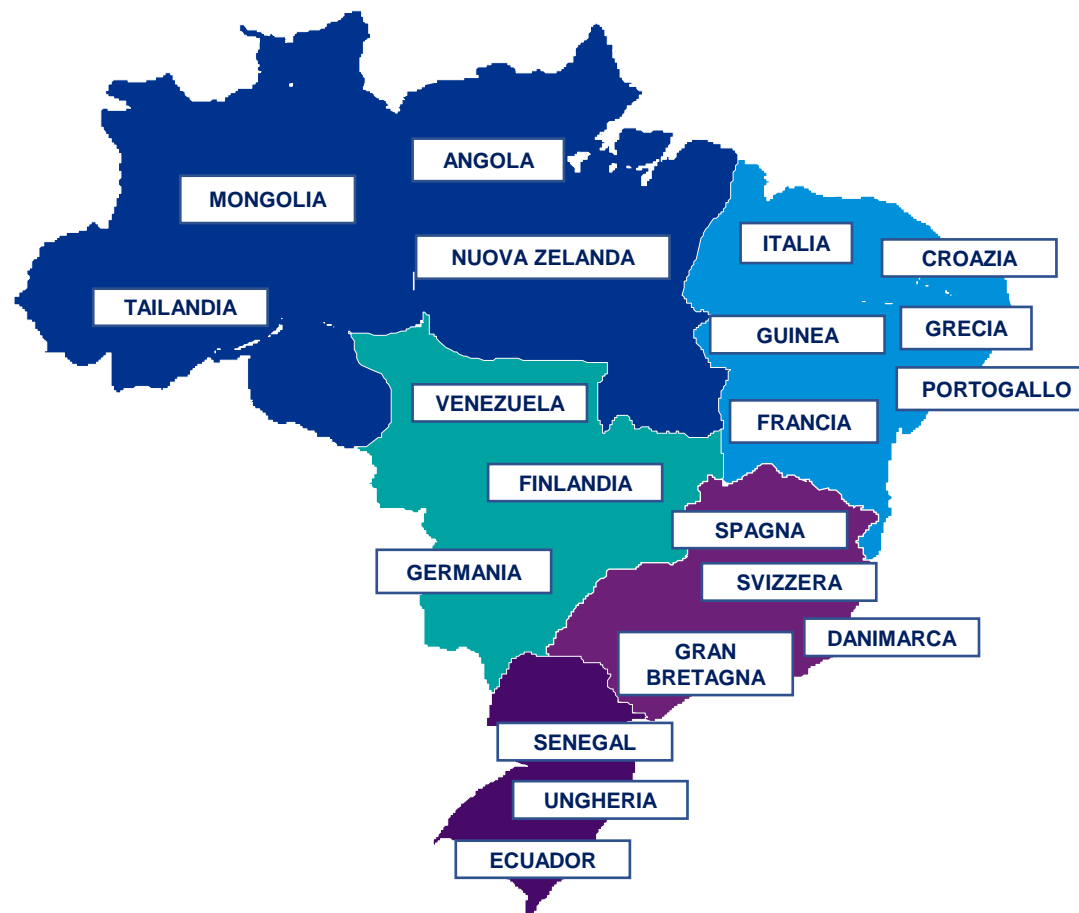 ANGOLA
MONGOLIA
ITALIA
NUOVA ZELANDA
CROAZIA
TAILANDIA
GUINEA
GRECIA
VENEZUELA
PORTOGALLO
FRANCIA
FINLANDIA
SPAGNA
GERMANIA
SVIZZERA
DANIMARCA
GRAN
BRETAGNA
SENEGAL
UNGHERIA
ECUADOR